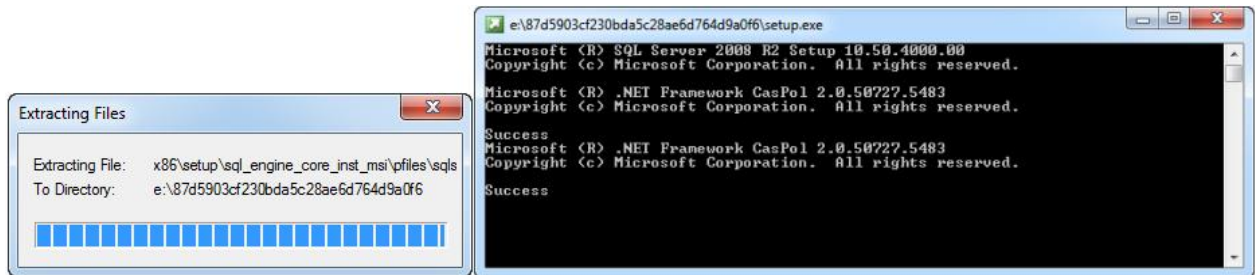 Extracting Files
Extracting File: x86\setup\sql_engine_core_inst_msi\pfiles\sqls
To Directory: e:\87d5903cf230bda5c28ae6d764d9a0f6
e:\87d5903cf230bda5c28ae6d764d9a0f6\setup.exe
Microsoft (R) SQL Server 2008 R2 Setup 10.50.4000.00
Copyright (c) Microsoft Corporation.  All rights reserved.
Microsoft (R) .NET Framework CasPol 2.0.50727.5483
Copyright (c) Microsoft Corporation.  All rights reserved.
Success
Microsoft (R) .NET Framework CasPol 2.0.50727.5483
Copyright (c) Microsoft Corporation.  All rights reserved.
Success